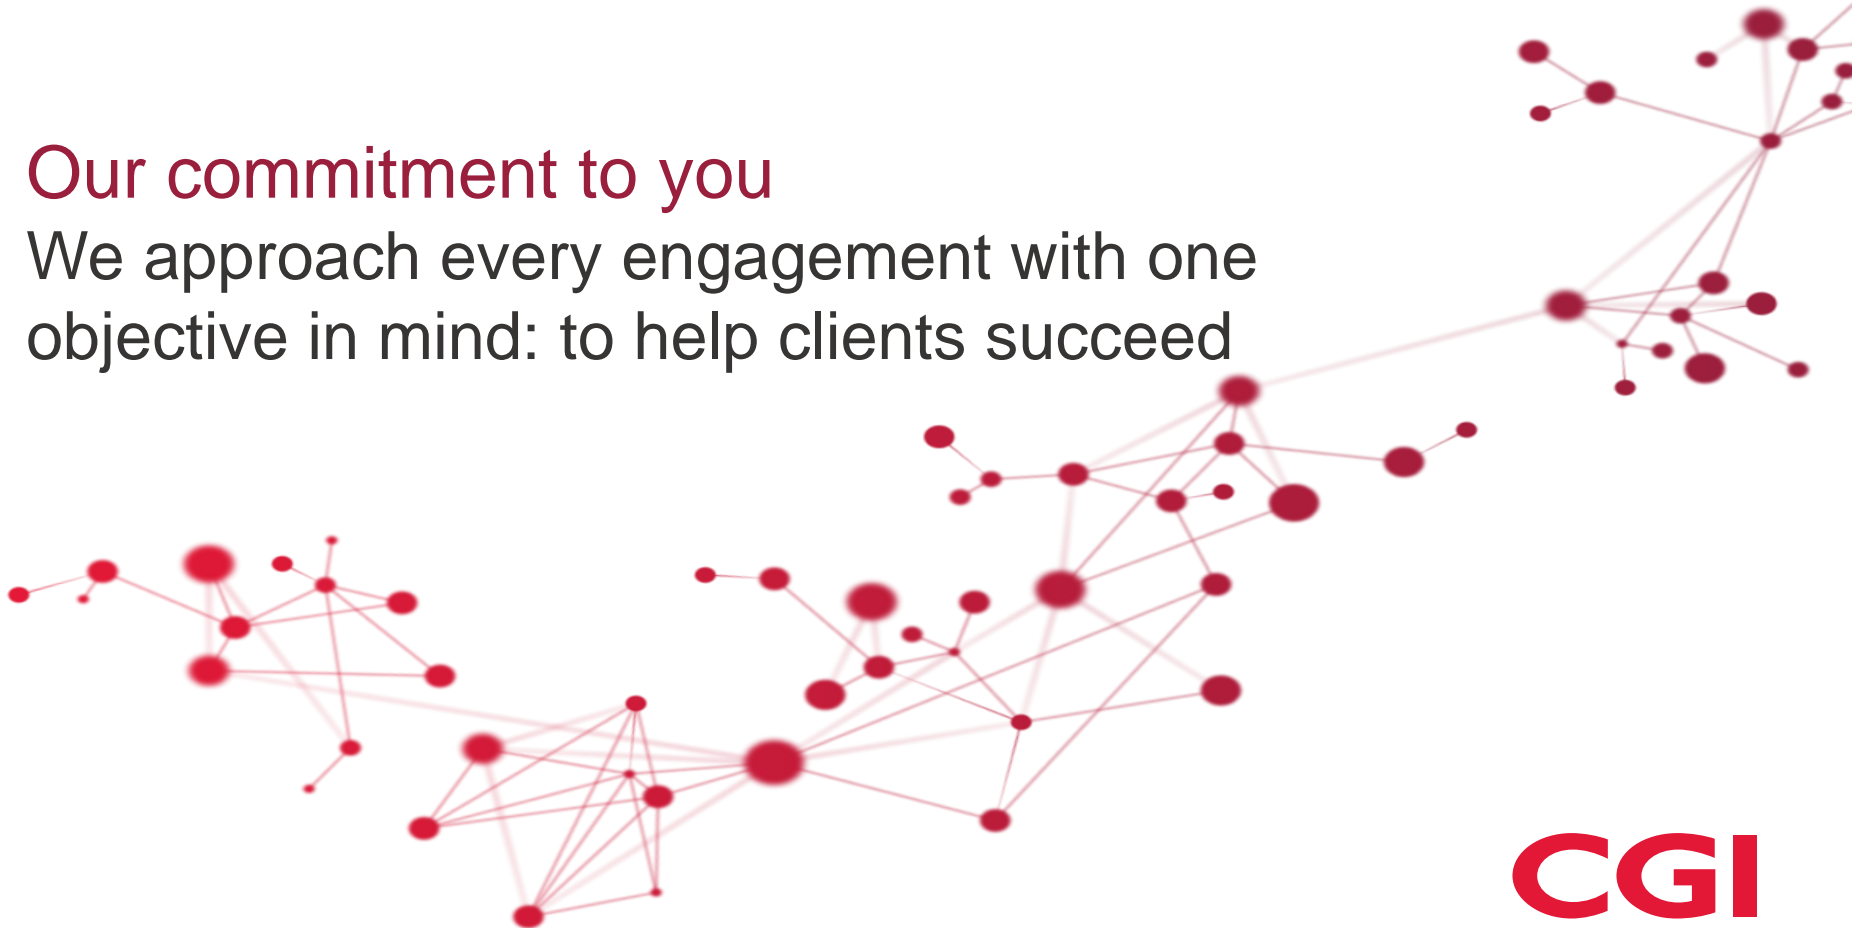 Our commitment to you
We approach every engagement with one
objective in mind: to help clients succeed
CGI